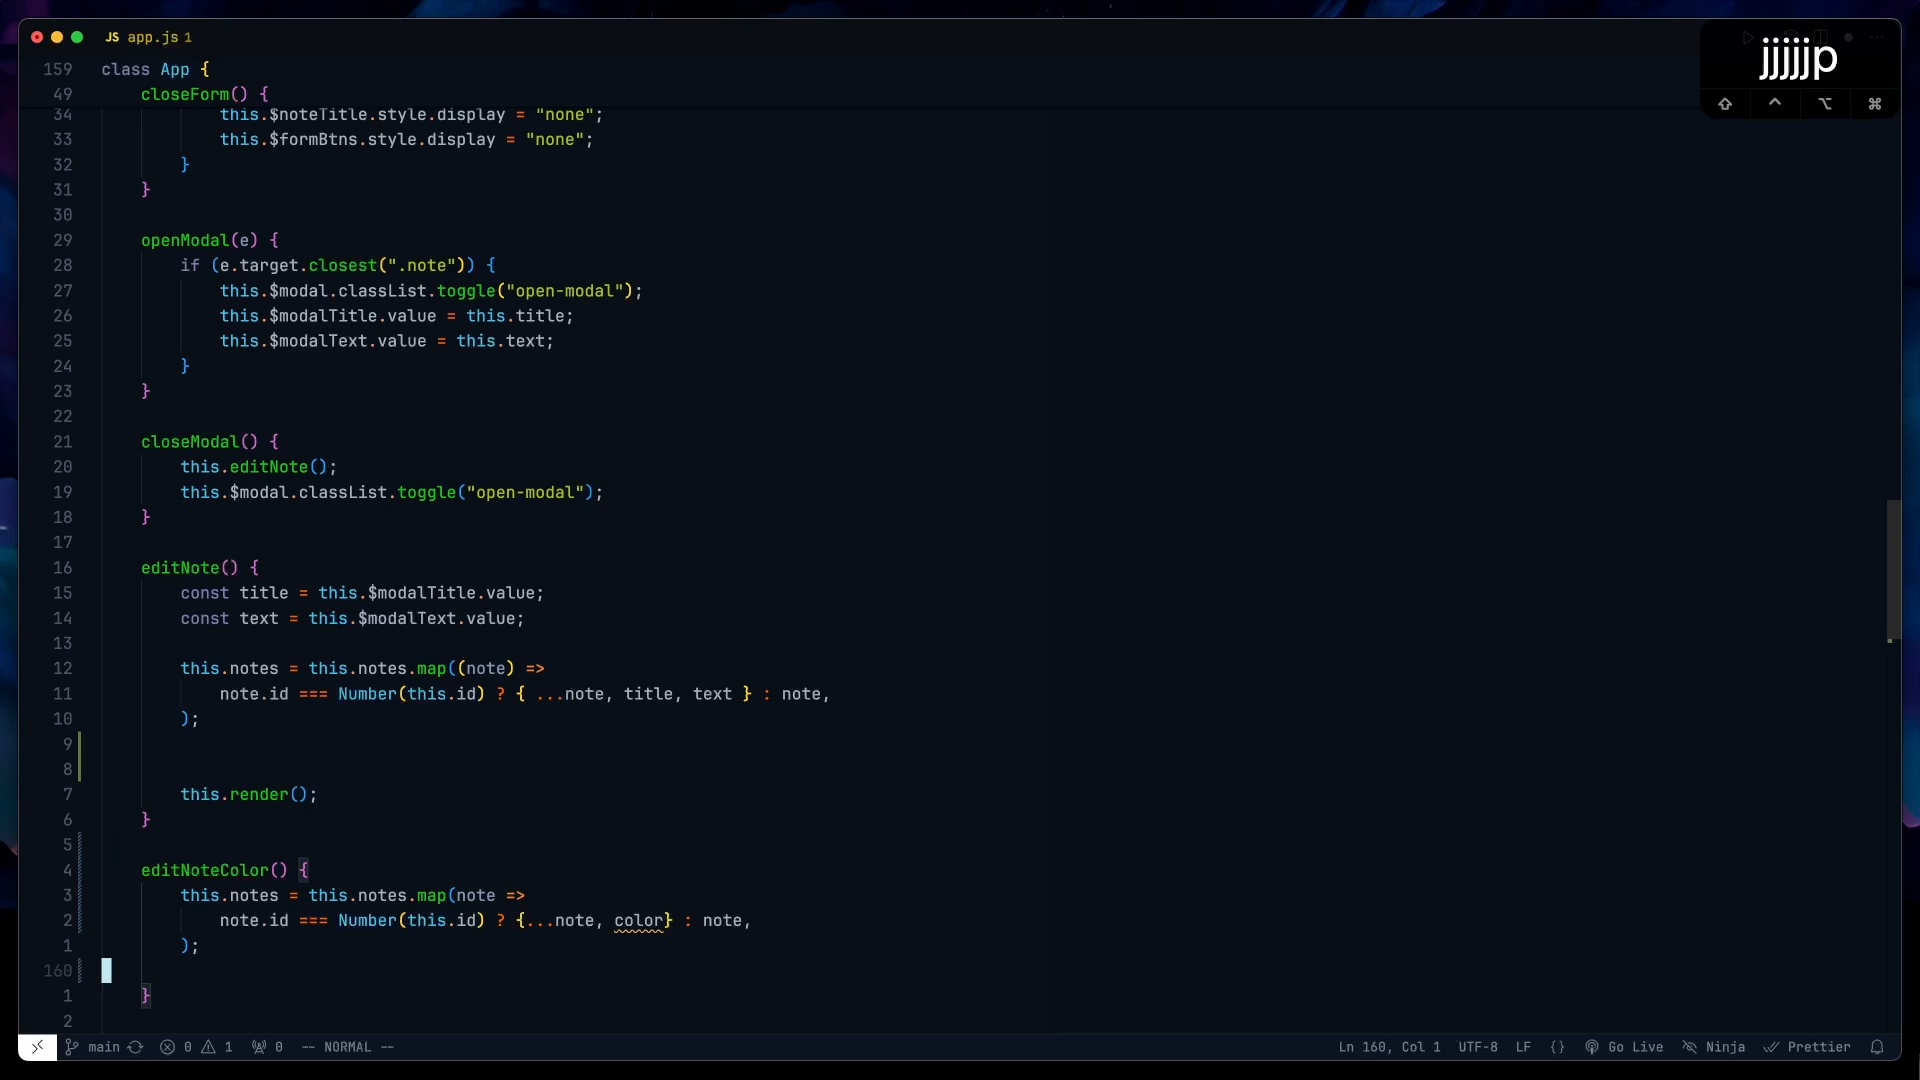 JS app.js 1
jjjjjp
159 class App {
49 closeForm() {
34 this.$noteTitle.style.display = "none";
33 this.$formBtns.style.display = "none";
32 }
31 }
30
29 openModal(e) {
28 if (e.target.closest(".note")) {
27 this.$modal.classList.toggle("open-modal");
26 this.$modalTitle.value = this.title;
25 this.$modalText.value = this.text;
24 }
23 }
22
21 closeModal() {
20 this.editNote();
19 this.$modal.classList.toggle("open-modal");
18 }
17
16 editNote() {
15 const title = this.$modalTitle.value;
14 const text = this.$modalText.value;
13
12 this.notes = this.notes.map((note) =>
11 note.id === Number(this.id) ? { ...note, title, text } : note,
10 );
9
8
7 this.render();
6 }
5
4 editNoteColor() {
3 this.notes = this.notes.map(note =>
2 note.id === Number(this.id) ? {...note, color} : note,
1 );
160
1 }
2
main 0 1 0 -- NORMAL -- Ln 160, Col 1 UTF-8 LF {} Go Live Ninja Prettier